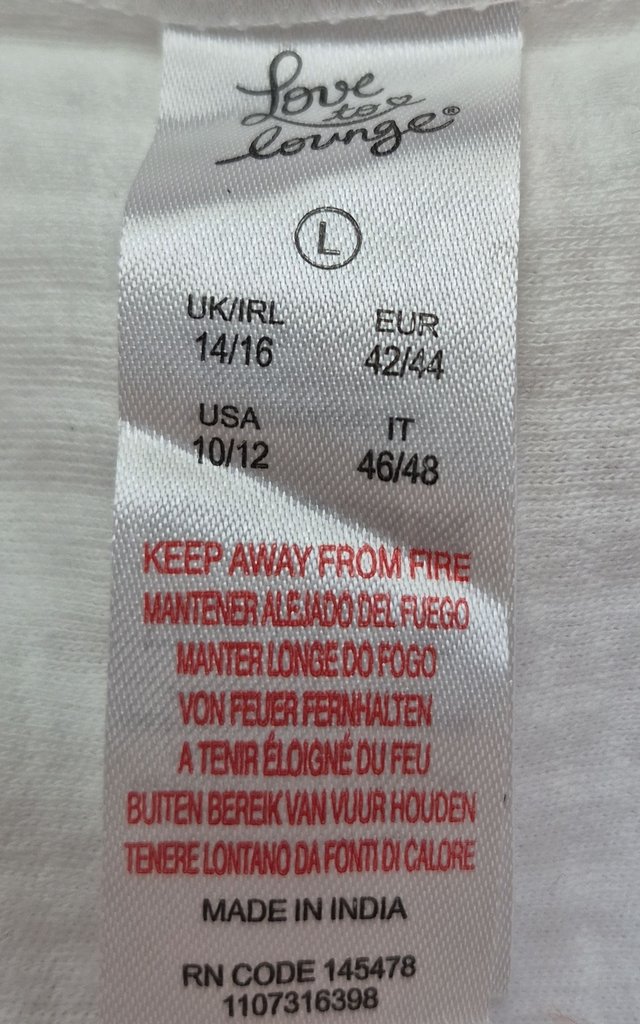 Love
to
lounge®
L
UK/IRL EUR
14/16 42/44
USA IT
10/12 46/48
KEEP AWAY FROM FIRE
MANTENER ALEJADO DEL FUEGO
MANTER LONGE DO FOGO
VON FEUER FERNHALTEN
A TENIR ÉLOIGNÉ DU FEU
BUITEN BEREIK VAN VUUR HOUDEN
TENERE LONTANO DA FONTI DI CALORE
MADE IN INDIA
RN CODE 145478
1107316398